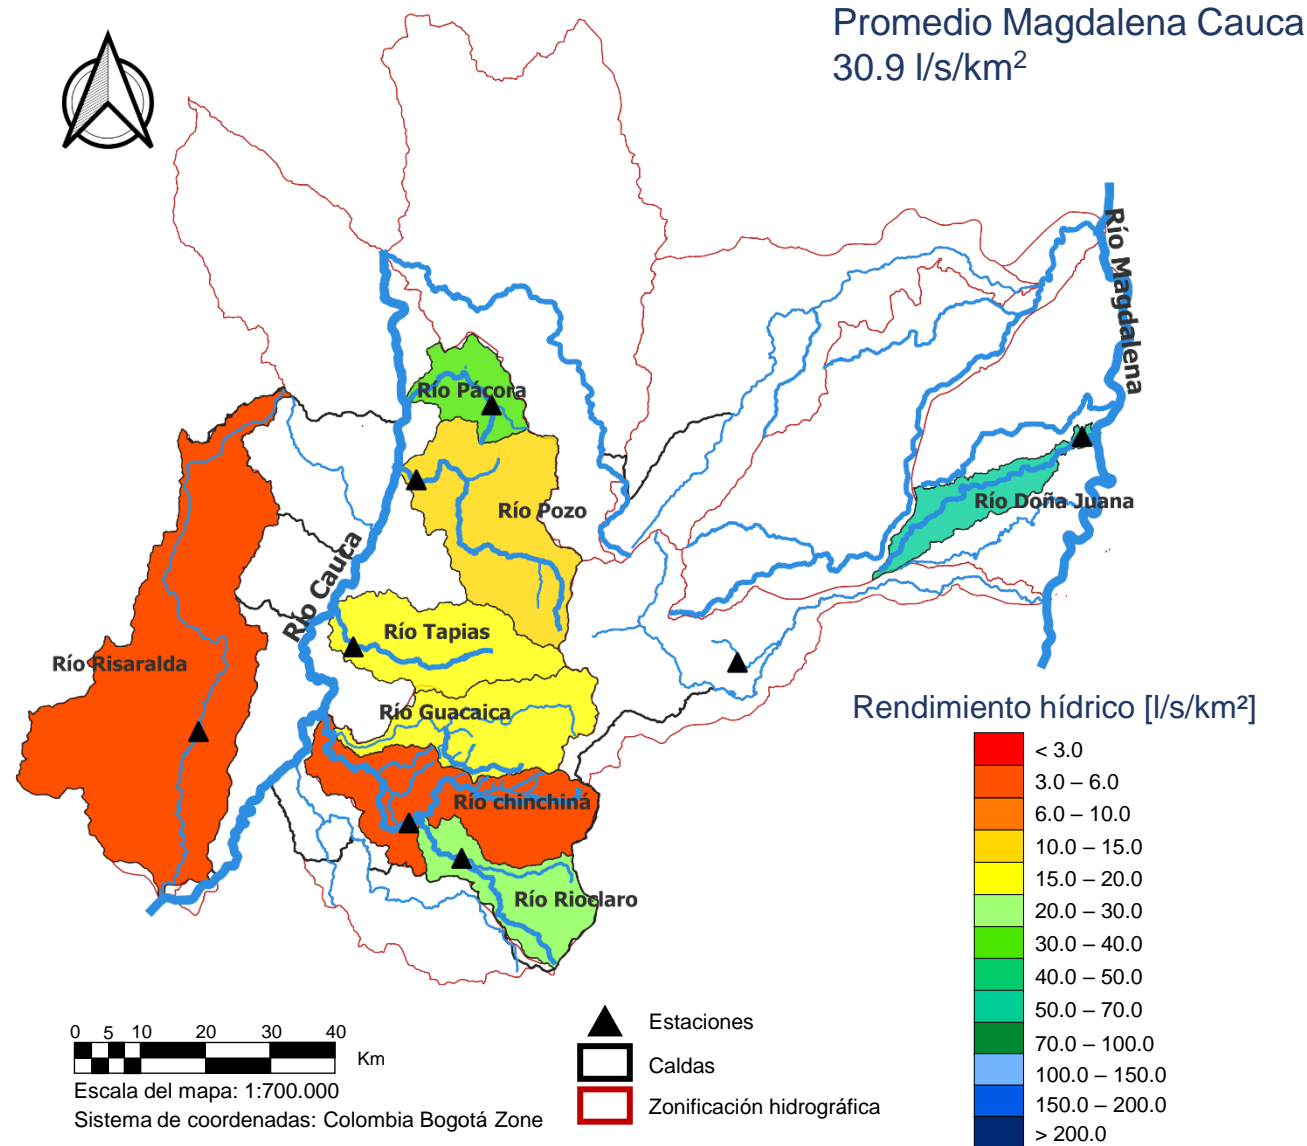 Promedio Magdalena Cauca
30.9 l/s/km²
Río Magdalena
Río Pácora
Río Pozo
Río Doña Juana
Río Cauca
Río Tapias
Río Risaralda
Río Guacaica
Río chinchiná
Río Rioclaro
Rendimiento hídrico [l/s/km²]
< 3.0
3.0 – 6.0
6.0 – 10.0
10.0 – 15.0
15.0 – 20.0
20.0 – 30.0
30.0 – 40.0
40.0 – 50.0
50.0 – 70.0
70.0 – 100.0
100.0 – 150.0
150.0 – 200.0
> 200.0
0 5 10 20 30 40
Km
Escala del mapa: 1:700.000
Sistema de coordenadas: Colombia Bogotá Zone
Estaciones
Caldas
Zonificación hidrográfica